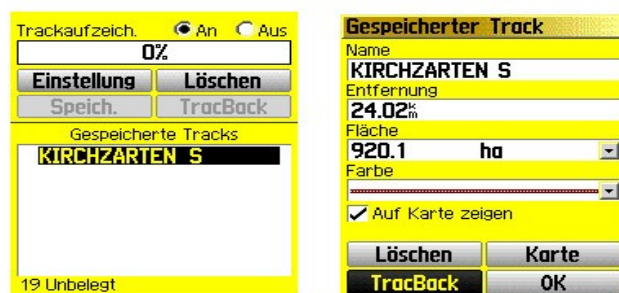 Trackaufzeich. An Aus
0%
Einstellung Löschen
Speich. TracBack
Gespeicherte Tracks
KIRCHZARTEN S
19 Unbelegt
Gespeicherter Track
Name
KIRCHZARTEN S
Entfernung
24.02km
Fläche
920.1 ha
Farbe
Auf Karte zeigen
Löschen Karte
TracBack OK